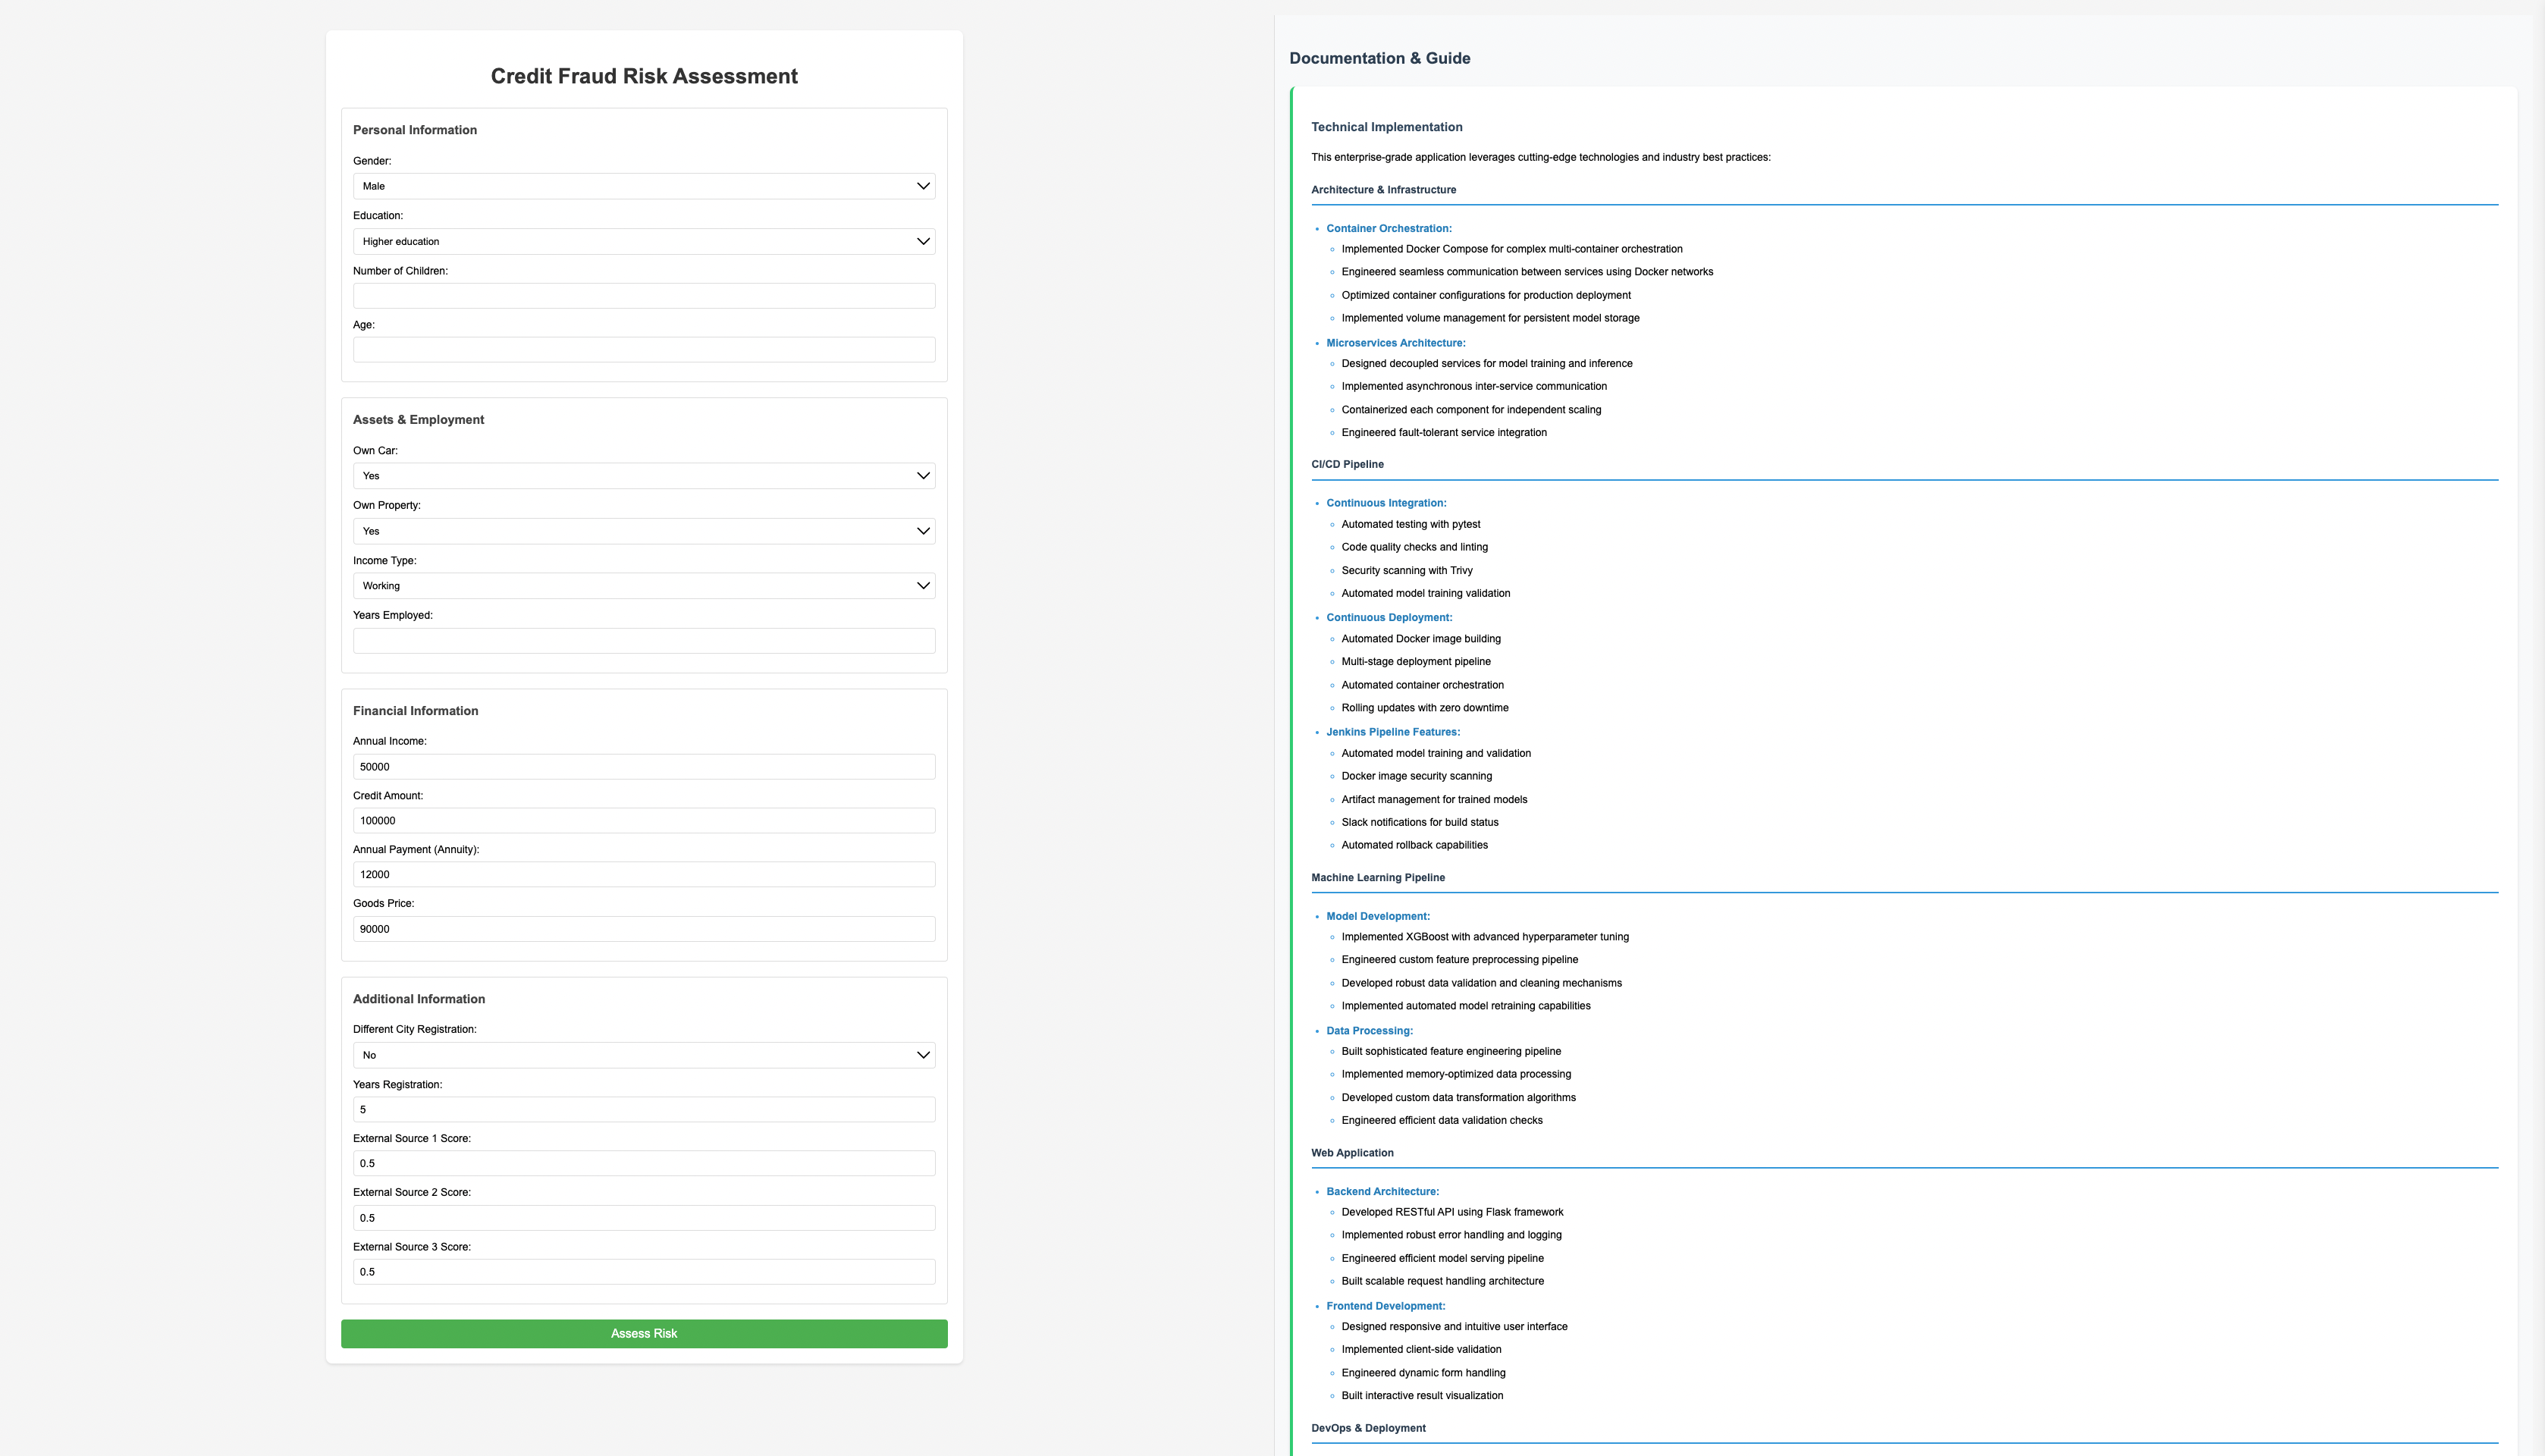 Credit Fraud Risk Assessment
Personal Information
Gender:
Male
Education:
Higher education
Number of Children:
Age:
Assets & Employment
Own Car:
Yes
Own Property:
Yes
Income Type:
Working
Years Employed:
Financial Information
Annual Income:
50000
Credit Amount:
100000
Annual Payment (Annuity):
12000
Goods Price:
90000
Additional Information
Different City Registration:
No
Years Registration:
5
External Source 1 Score:
0.5
External Source 2 Score:
0.5
External Source 3 Score:
0.5
Assess Risk
Documentation & Guide
Technical Implementation
This enterprise-grade application leverages cutting-edge technologies and industry best practices:
Architecture & Infrastructure
Container Orchestration:
Implemented Docker Compose for complex multi-container orchestration
Engineered seamless communication between services using Docker networks
Optimized container configurations for production deployment
Implemented volume management for persistent model storage
Microservices Architecture:
Designed decoupled services for model training and inference
Implemented asynchronous inter-service communication
Containerized each component for independent scaling
Engineered fault-tolerant service integration
CI/CD Pipeline
Continuous Integration:
Automated testing with pytest
Code quality checks and linting
Security scanning with Trivy
Automated model training validation
Continuous Deployment:
Automated Docker image building
Multi-stage deployment pipeline
Automated container orchestration
Rolling updates with zero downtime
Jenkins Pipeline Features:
Automated model training and validation
Docker image security scanning
Artifact management for trained models
Slack notifications for build status
Automated rollback capabilities
Machine Learning Pipeline
Model Development:
Implemented XGBoost with advanced hyperparameter tuning
Engineered custom feature preprocessing pipeline
Developed robust data validation and cleaning mechanisms
Implemented automated model retraining capabilities
Data Processing:
Built sophisticated feature engineering pipeline
Implemented memory-optimized data processing
Developed custom data transformation algorithms
Engineered efficient data validation checks
Web Application
Backend Architecture:
Developed RESTful API using Flask framework
Implemented robust error handling and logging
Engineered efficient model serving pipeline
Built scalable request handling architecture
Frontend Development:
Designed responsive and intuitive user interface
Implemented client-side validation
Engineered dynamic form handling
Built interactive result visualization
DevOps & Deployment